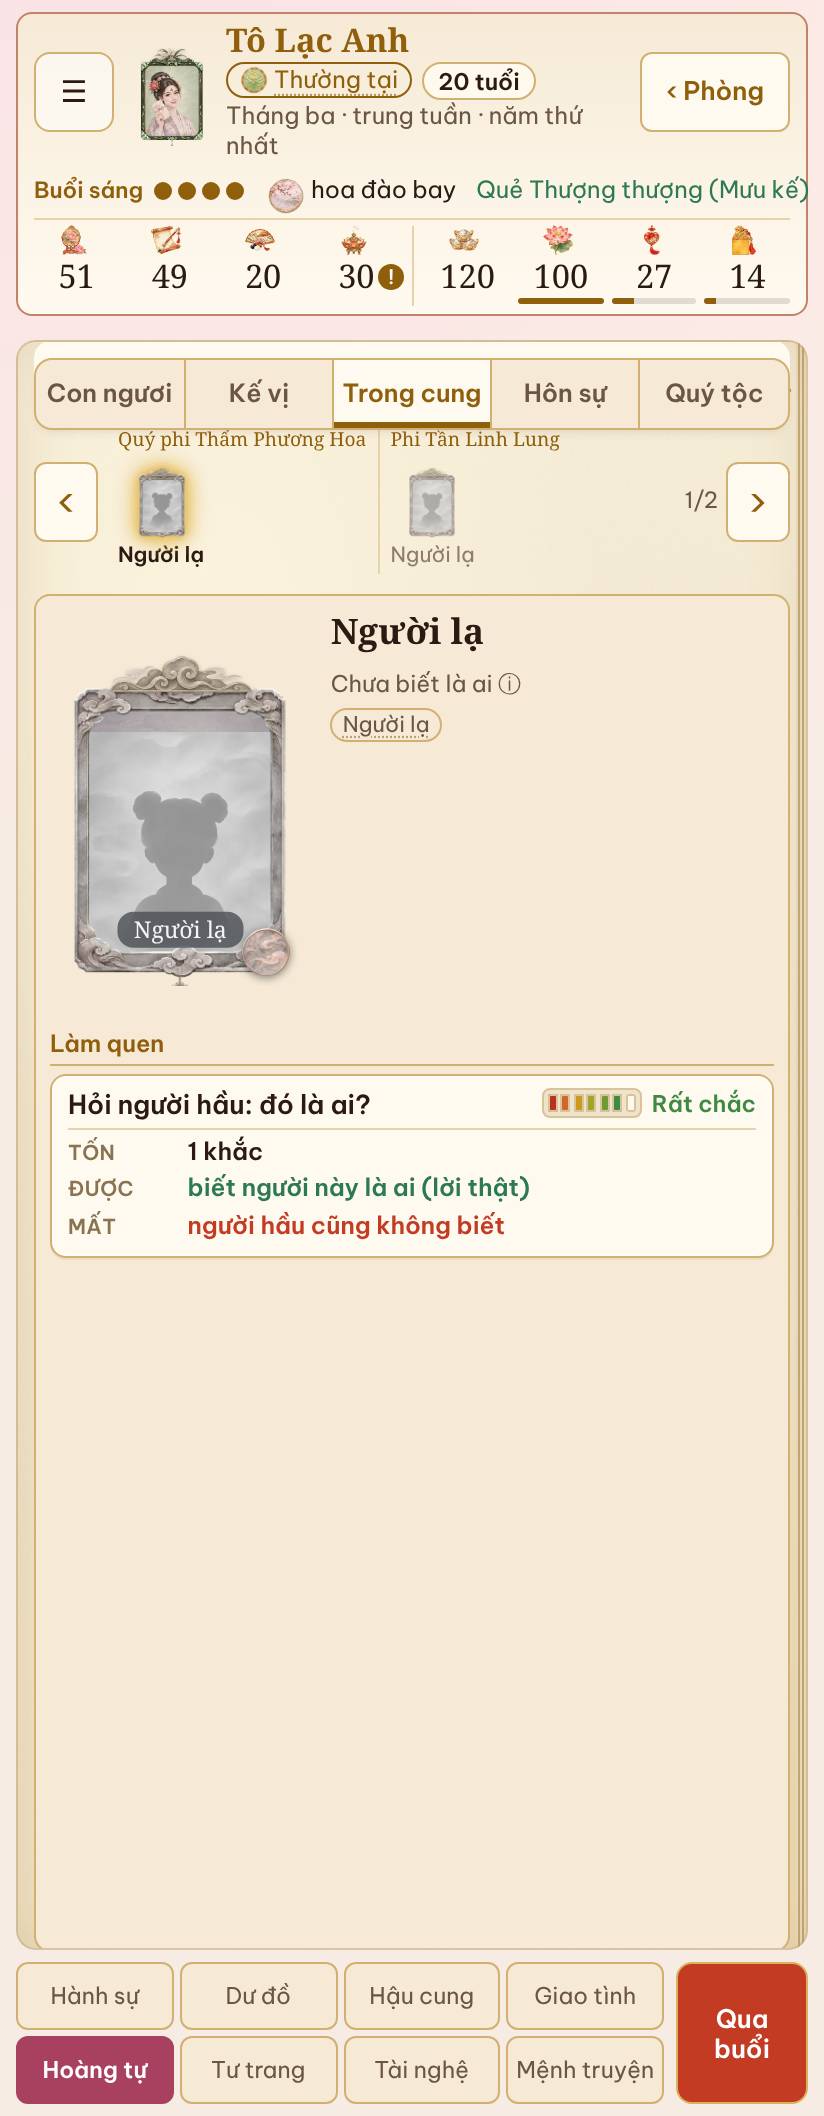 ☰
Tô Lạc Anh
Thường tại
20 tuổi
Tháng ba · trung tuần · năm thứ
nhất
‹ Phòng
Buổi sáng
hoa đào bay
Quẻ Thượng thượng (Mưu kế)
51 49 20 30 ! 120 100 27 14
Con ngươi
Kế vị
Trong cung
Hôn sự
Quý tộc
Quý phi Thẩm Phương Hoa
Phi Tần Linh Lung
‹
1/2
›
Người lạ
Người lạ
Người lạ
Chưa biết là ai ⓘ
Người lạ
Người lạ
Làm quen
Hỏi người hầu: đó là ai?
Rất chắc
TỐN 1 khắc
ĐƯỢC biết người này là ai (lời thật)
MẤT người hầu cũng không biết
Hành sự
Dư đồ
Hậu cung
Giao tình
Qua
buổi
Hoàng tự
Tư trang
Tài nghệ
Mệnh truyện